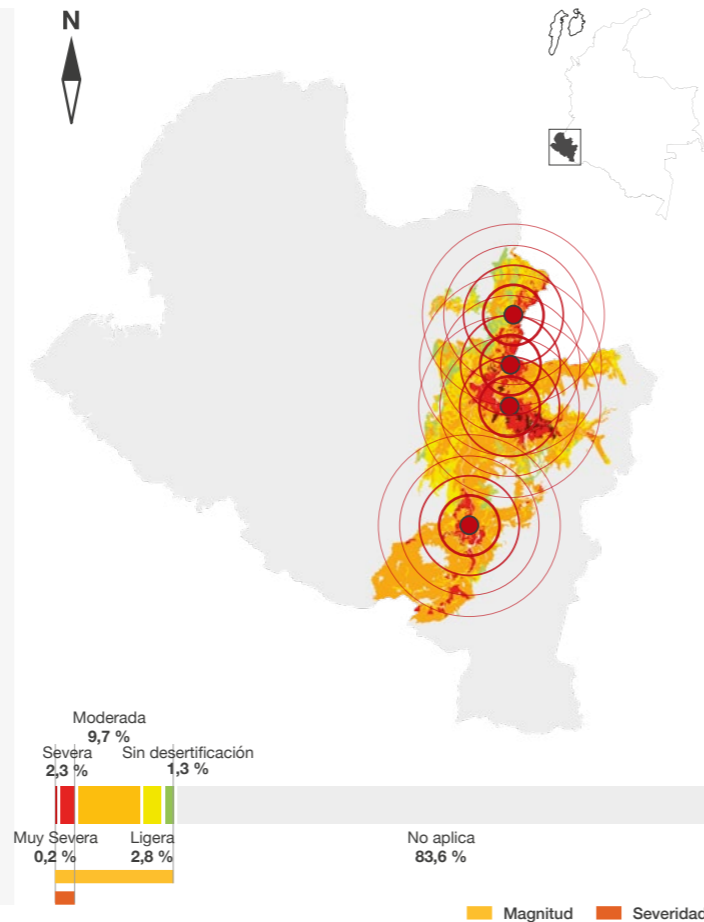 N
Moderada
9,7 %
Severa
Sin desertificación
2,3 %
1,3 %
Muy Severa
Ligera
No aplica
0,2 %
2,8 %
83,6 %
Magnitud
Severidad